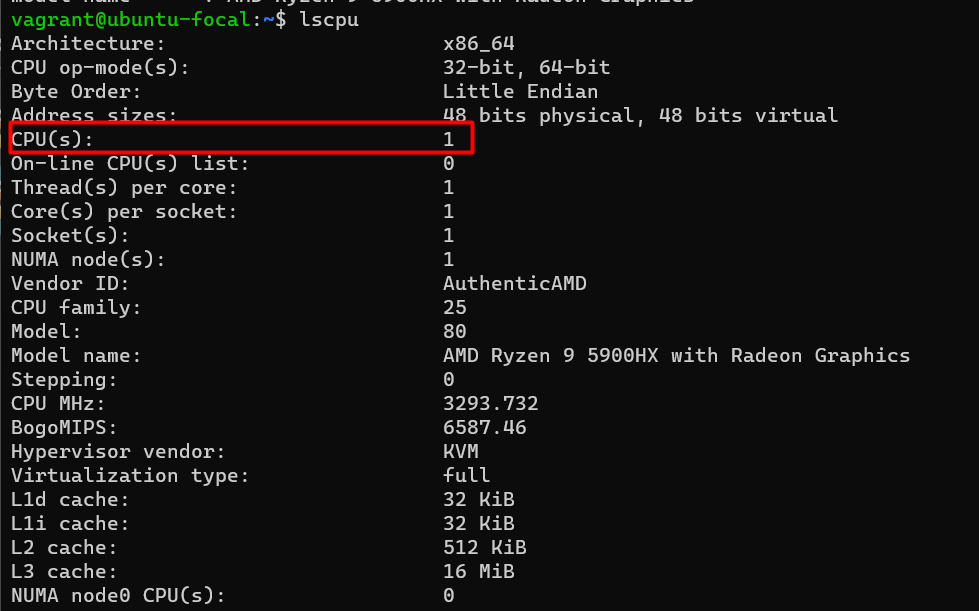 vagrant@ubuntu-focal:~$ lscpu
Architecture: x86_64
CPU op-mode(s): 32-bit, 64-bit
Byte Order: Little Endian
Address sizes: 48 bits physical, 48 bits virtual
CPU(s): 1
On-line CPU(s) list: 0
Thread(s) per core: 1
Core(s) per socket: 1
Socket(s): 1
NUMA node(s): 1
Vendor ID: AuthenticAMD
CPU family: 25
Model: 80
Model name: AMD Ryzen 9 5900HX with Radeon Graphics
Stepping: 0
CPU MHz: 3293.732
BogoMIPS: 6587.46
Hypervisor vendor: KVM
Virtualization type: full
L1d cache: 32 KiB
L1i cache: 32 KiB
L2 cache: 512 KiB
L3 cache: 16 MiB
NUMA node0 CPU(s): 0